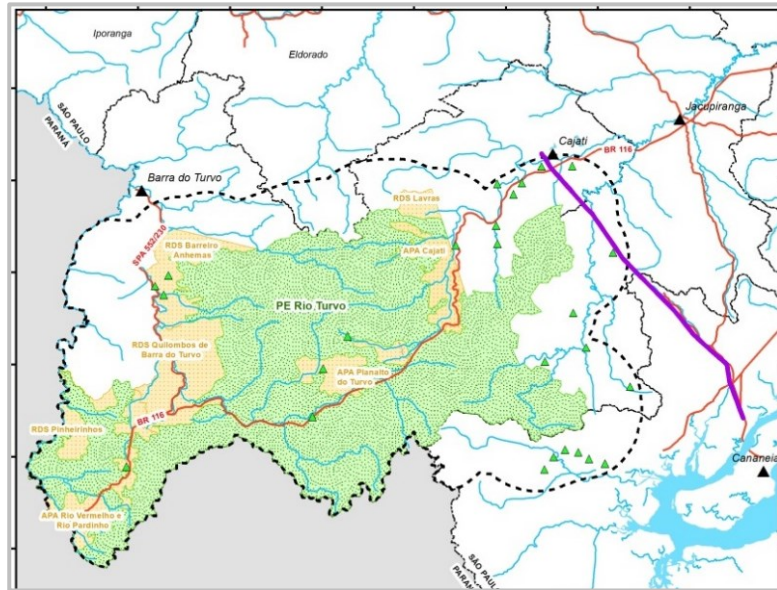 Iporanga
Eldorado
SÃO PAULO
PARANÁ
Jacupiranga
Cajati
BR 116
Barra do Turvo
RDS Lavras
SPA 552/230
RDS Barreiro
Anhemas
APA Cajati
PE Rio Turvo
RDS Quilombos de
Barra do Turvo
APA Planalto
do Turvo
BR 116
RDS Pinheirinhos
Cananeia
APA Rio Vermelho e
Rio Pardinho
SÃO PAULO
PARANÁ